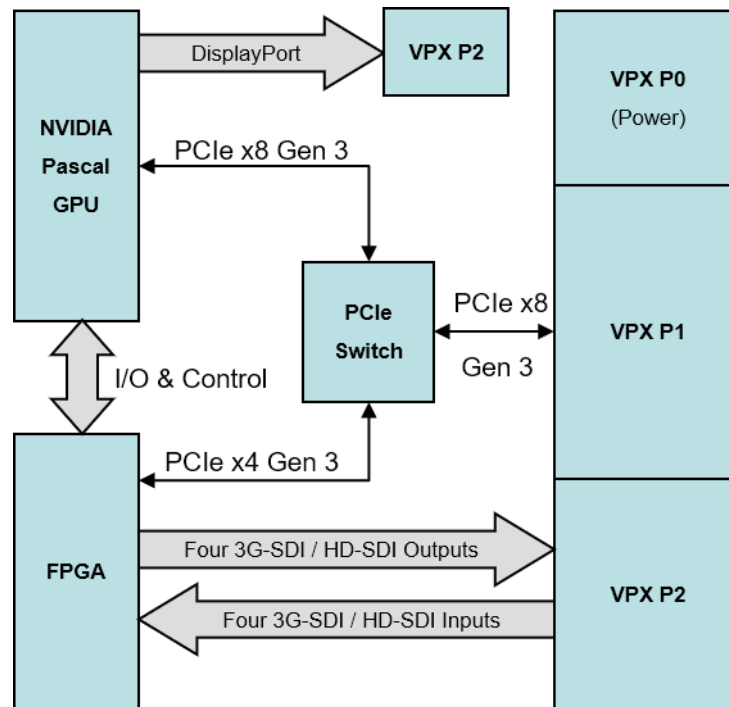 DisplayPort
VPX P2
VPX P0
(Power)
NVIDIA
Pascal
GPU
PCIe x8 Gen 3
PCIe
Switch
PCIe x8
Gen 3
VPX P1
I/O & Control
PCIe x4 Gen 3
FPGA
Four 3G-SDI / HD-SDI Outputs
Four 3G-SDI / HD-SDI Inputs
VPX P2